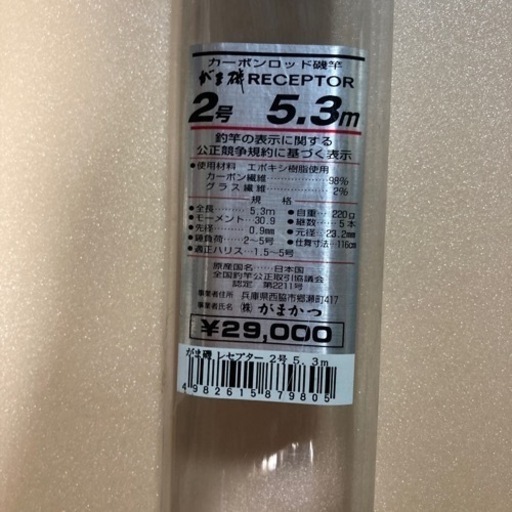 カーボンロッド磯竿
がま磯RECEPTOR
2号 5.3m
釣竿の表示に関する
公正競争規約に基づく表示
●使用材料 エポキシ樹脂使用
カーボン繊維………98%
グラス繊維…………2%
規格
●全長………5.3m ●自重…220g
●モーメント…30.9 ●継数…5本
●先径………0.9mm ●元径…23.2mm
●錘負荷……2~5号 ●仕舞寸法…116cm
●適正ハリス…1.5~5号
原産国名……日本国
全国釣竿公正取引協議会
認定 第2211号
事業者住所 兵庫県西脇市郷瀬町417
事業者氏名 ㈱がまかつ
¥29,000
がま磯 レセプター 2号 5.3m
4982615879805